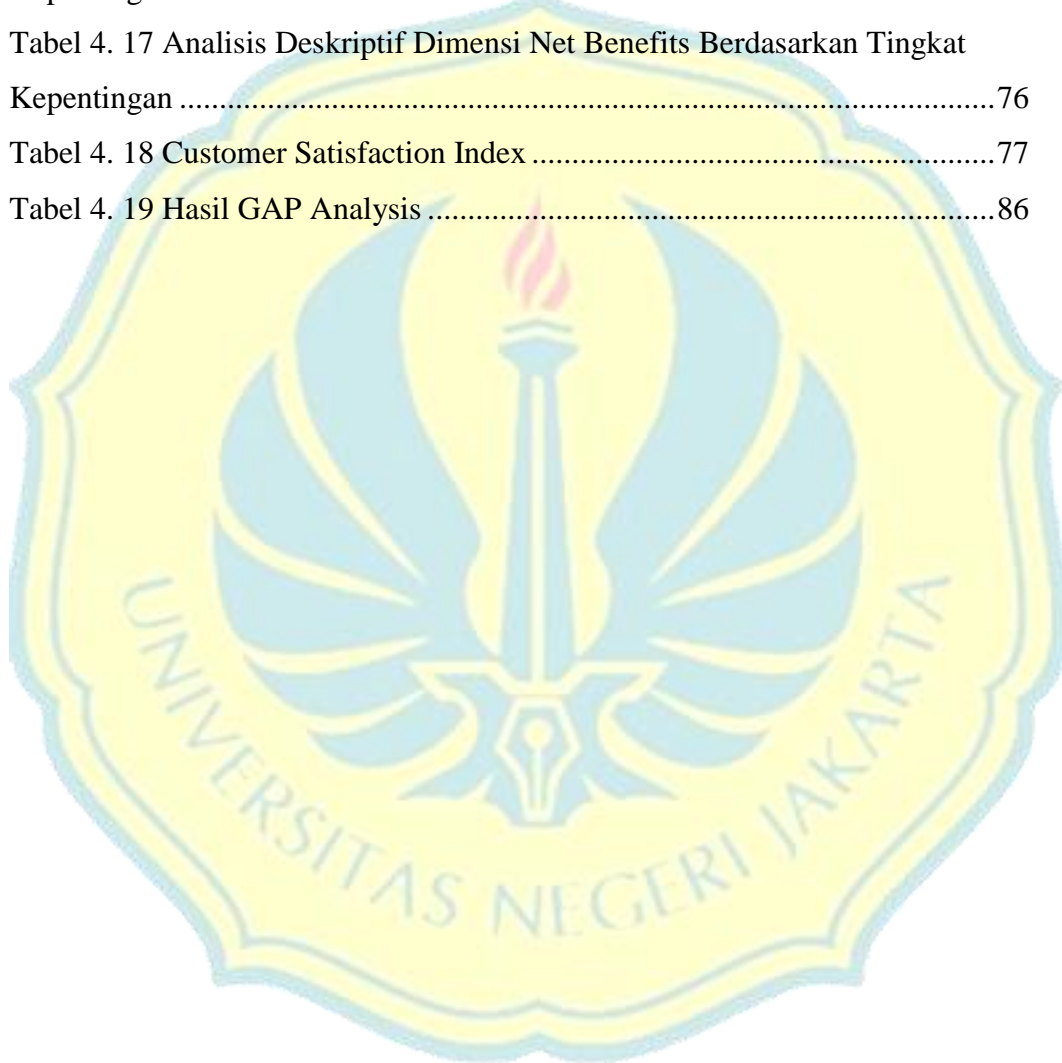 Tabel 4. 17 Analisis Deskriptif Dimensi Net Benefits Berdasarkan Tingkat
Kepentingan ........................................................................................................ 76
Tabel 4. 18 Customer Satisfaction Index ........................................................... 77
Tabel 4. 19 Hasil GAP Analysis ........................................................................ 86
UNIVERSITAS NEGERI JAKARTA